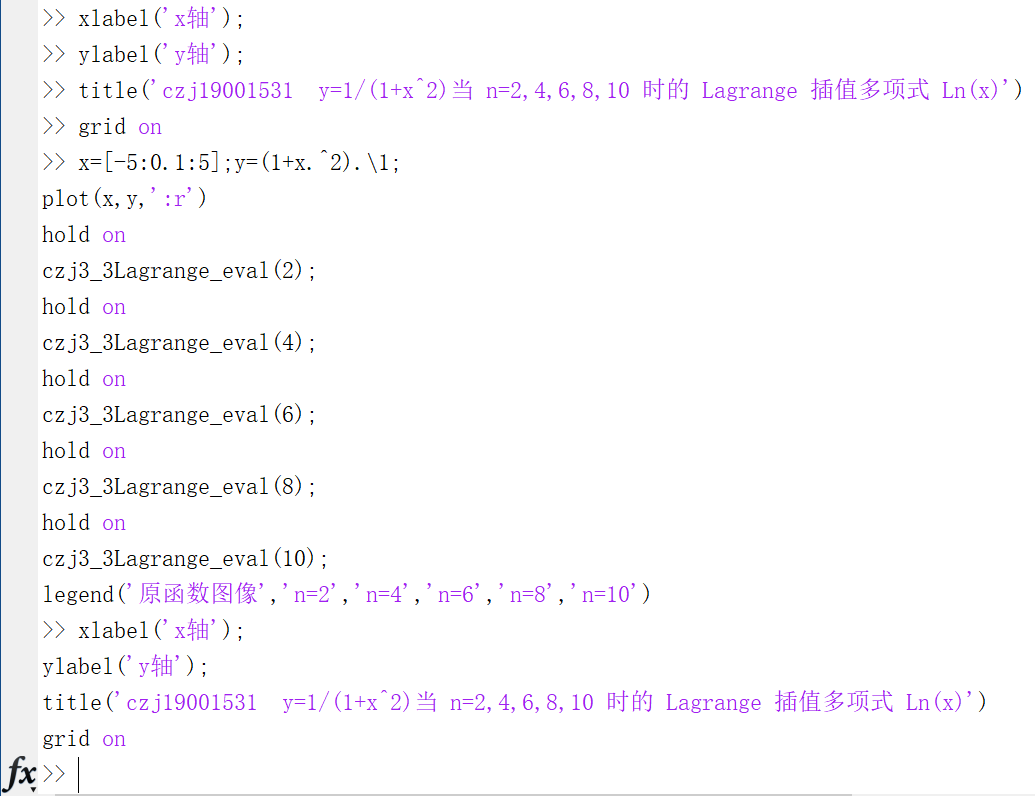 >> xlabel('x轴');
>> ylabel('y轴');
>> title('czj19001531  y=1/(1+x^2)当 n=2,4,6,8,10 时的 Lagrange 插值多项式 Ln(x)')
>> grid on
>> x=[-5:0.1:5];y=(1+x.^2).\1;
plot(x,y,':r')
hold on
czj3_3Lagrange_eval(2);
hold on
czj3_3Lagrange_eval(4);
hold on
czj3_3Lagrange_eval(6);
hold on
czj3_3Lagrange_eval(8);
hold on
czj3_3Lagrange_eval(10);
legend('原函数图像','n=2','n=4','n=6','n=8','n=10')
>> xlabel('x轴');
ylabel('y轴');
title('czj19001531  y=1/(1+x^2)当 n=2,4,6,8,10 时的 Lagrange 插值多项式 Ln(x)')
grid on
fx >>